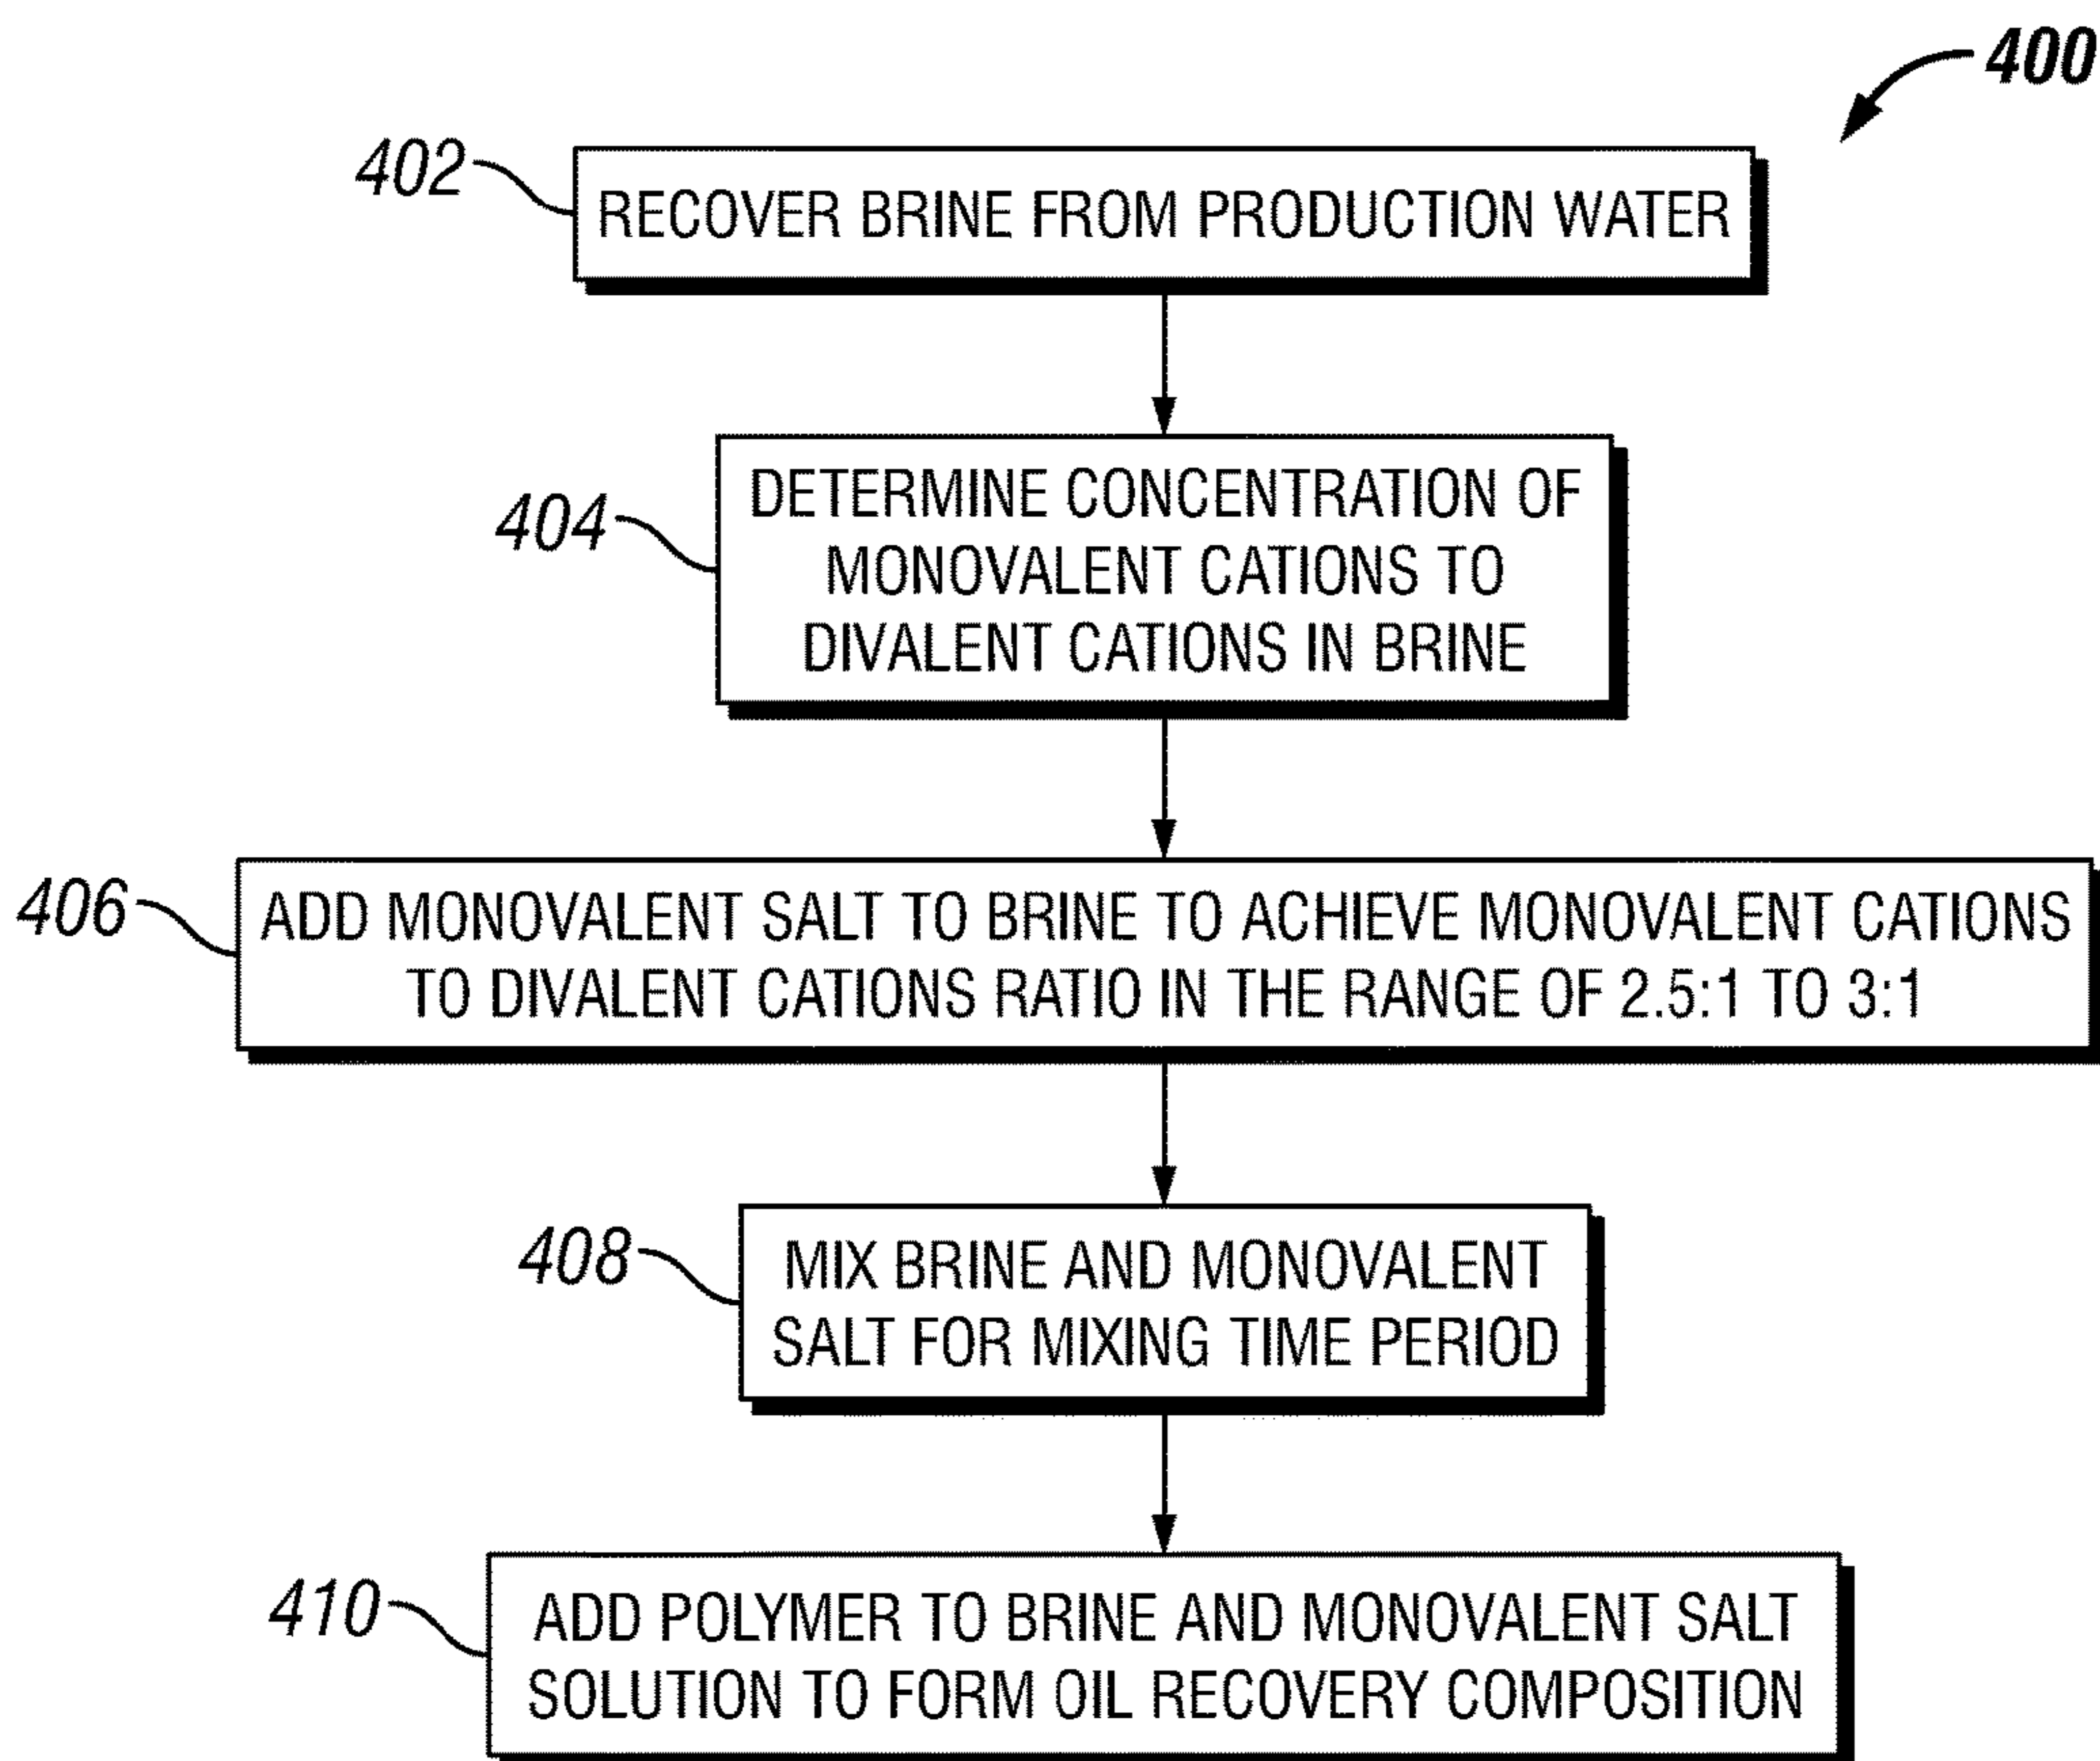 400
402
RECOVER BRINE FROM PRODUCTION WATER
404
DETERMINE CONCENTRATION OF
MONOVALENT CATIONS TO
DIVALENT CATIONS IN BRINE
406
ADD MONOVALENT SALT TO BRINE TO ACHIEVE MONOVALENT CATIONS
TO DIVALENT CATIONS RATIO IN THE RANGE OF 2.5:1 TO 3:1
408
MIX BRINE AND MONOVALENT
SALT FOR MIXING TIME PERIOD
410
ADD POLYMER TO BRINE AND MONOVALENT SALT
SOLUTION TO FORM OIL RECOVERY COMPOSITION